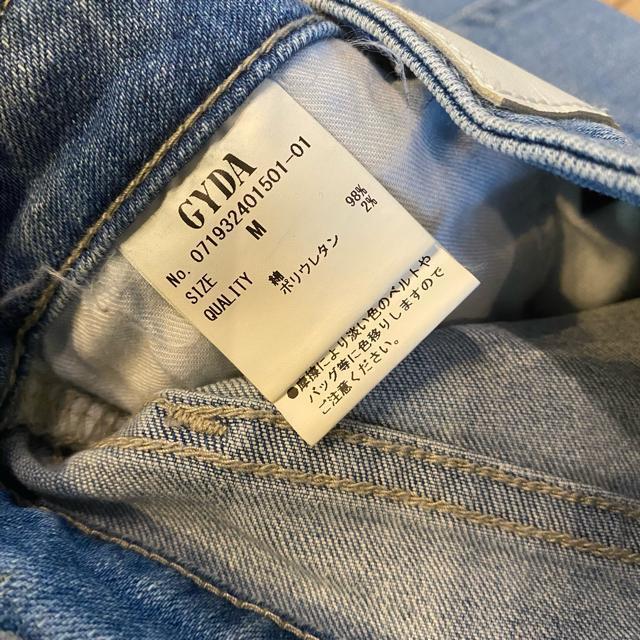 GYDA
No. 071932401501-01
SIZE M
QUALITY
綿 98%
ポリウレタン 2%
●摩擦により淡い色のベルトや
バッグ等に色移りしますので
ご注意ください。